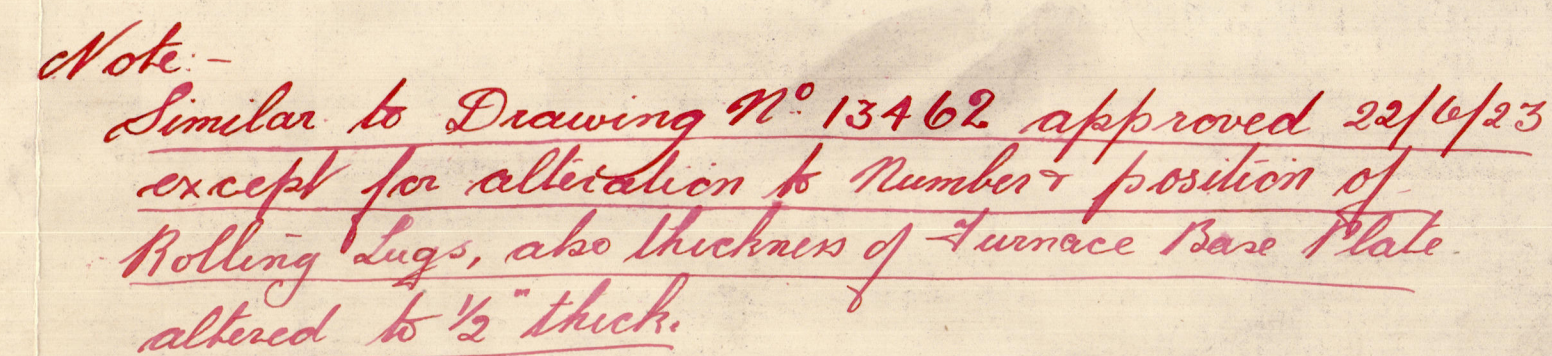 Note:-
Similar to Drawing Nº 13462 approved 22/6/23
except for alteration to Number & position of
Rolling Lugs, also thickness of Furnace Base Plate.
altered to ½" thick.